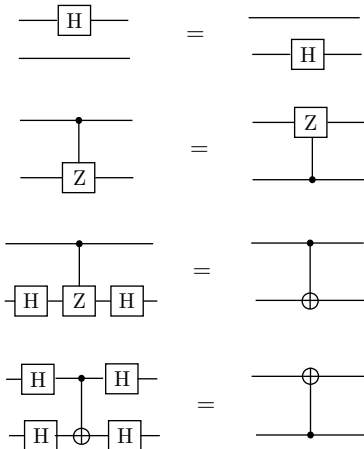 H = H
Z = Z
H Z H =
H H =
H H